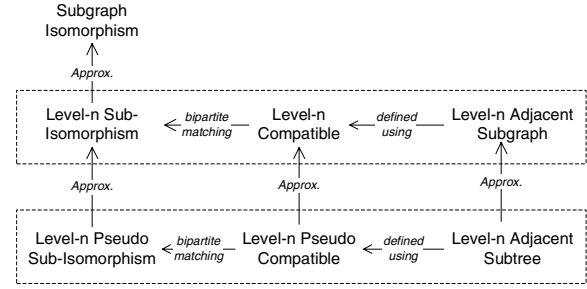 Subgraph
Isomorphism
Approx.
Level-n Sub-
Isomorphism
bipartite
matching
Level-n
Compatible
defined
using
Level-n Adjacent
Subgraph
Approx.
Approx.
Approx.
Level-n Pseudo
Sub-Isomorphism
bipartite
matching
Level-n Pseudo
Compatible
defined
using
Level-n Adjacent
Subtree